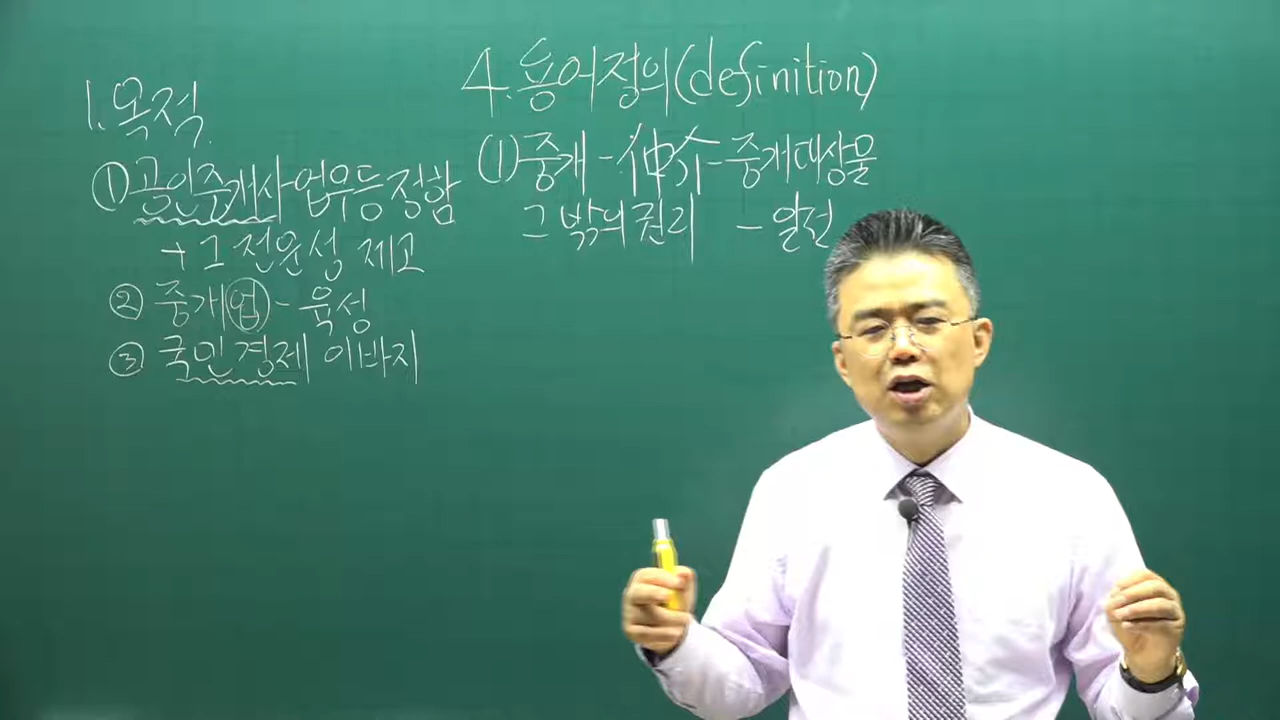 1. 목적
① 공인중개사 업무등 정함
+ 그 전문성 제고
② 중개업 - 육성
③ 국민경제 이바지
4. 용어정의(definition)
(1) 중개 - 仲介 - 중개대상물
그 밖의 권리 - 알선